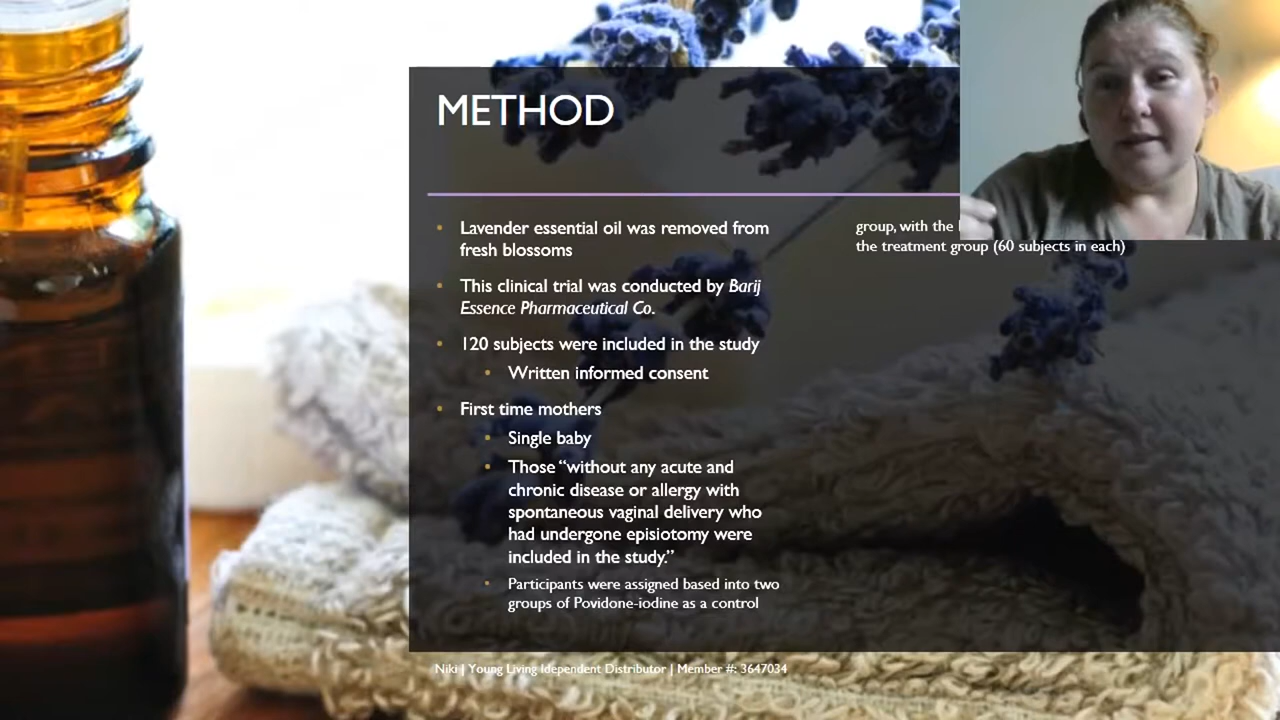 METHOD
• Lavender essential oil was removed from
fresh blossoms
• This clinical trial was conducted by Barij
Essence Pharmaceutical Co.
• 120 subjects were included in the study
• Written informed consent
• First time mothers
• Single baby
• Those “without any acute and
chronic disease or allergy with
spontaneous vaginal delivery who
had undergone episiotomy were
included in the study.”
• Participants were assigned based into two
groups of Povidone-iodine as a control
group, with the
the treatment group (60 subjects in each)
Niki | Young Living Idependent Distributor | Member #: 3647034